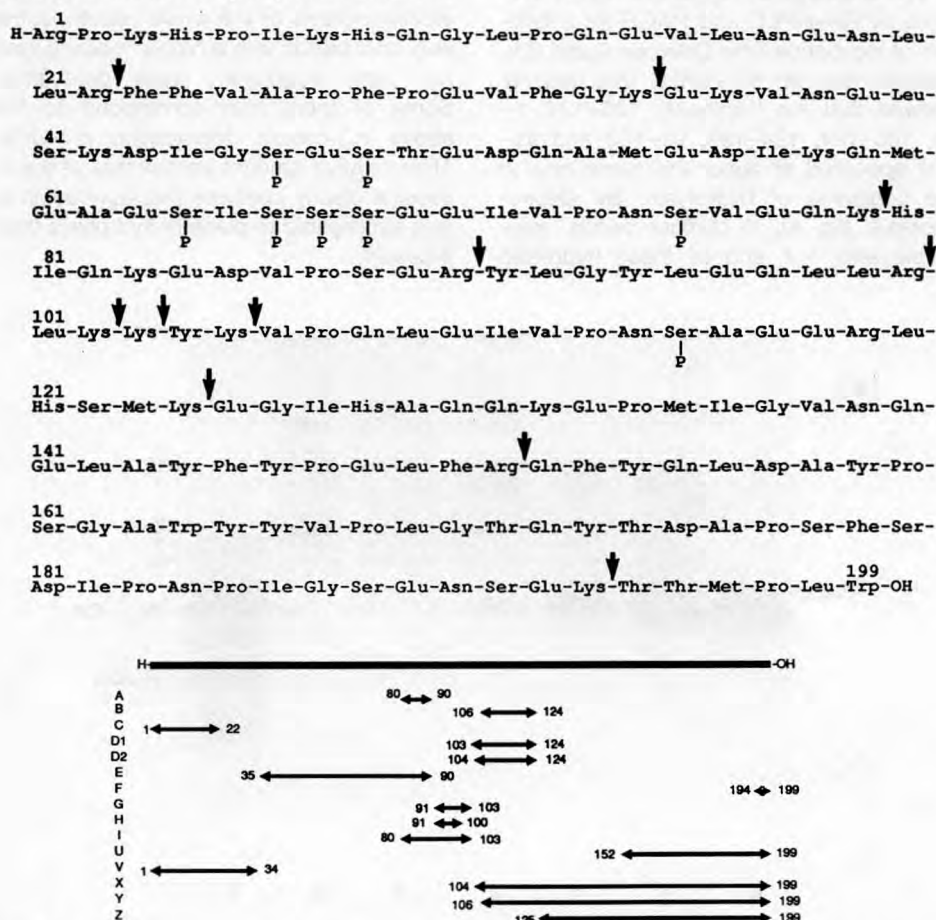 1
H-Arg-Pro-Lys-His-Pro-Ile-Lys-His-Gln-Gly-Leu-Pro-Gln-Glu-Val-Leu-Asn-Glu-Asn-Leu-
21
Leu-Arg-Phe-Phe-Val-Ala-Pro-Phe-Pro-Glu-Val-Phe-Gly-Lys-Glu-Lys-Val-Asn-Glu-Leu-
41
Ser-Lys-Asp-Ile-Gly-Ser-Glu-Ser-Thr-Glu-Asp-Gln-Ala-Met-Glu-Asp-Ile-Lys-Gln-Met-
P P
61
Glu-Ala-Glu-Ser-Ile-Ser-Ser-Ser-Glu-Glu-Ile-Val-Pro-Asn-Ser-Val-Glu-Gln-Lys-His-
P P P P P
81
Ile-Gln-Lys-Glu-Asp-Val-Pro-Ser-Glu-Arg-Tyr-Leu-Gly-Tyr-Leu-Glu-Gln-Leu-Leu-Arg-
101
Leu-Lys-Lys-Tyr-Lys-Val-Pro-Gln-Leu-Glu-Ile-Val-Pro-Asn-Ser-Ala-Glu-Glu-Arg-Leu-
P
121
His-Ser-Met-Lys-Glu-Gly-Ile-His-Ala-Gln-Gln-Lys-Glu-Pro-Met-Ile-Gly-Val-Asn-Gln-
141
Glu-Leu-Ala-Tyr-Phe-Tyr-Pro-Glu-Leu-Phe-Arg-Gln-Phe-Tyr-Gln-Leu-Asp-Ala-Tyr-Pro-
161
Ser-Gly-Ala-Trp-Tyr-Tyr-Val-Pro-Leu-Gly-Thr-Gln-Tyr-Thr-Asp-Ala-Pro-Ser-Phe-Ser-
181 199
Asp-Ile-Pro-Asn-Pro-Ile-Gly-Ser-Glu-Asn-Ser-Glu-Lys-Thr-Thr-Met-Pro-Leu-Trp-OH
H- -OH
A 80 90
B 106 124
C 1 22
D1 103 124
D2 104 124
E 35 90
F 194 199
G 91 103
H 91 100
I 80 103
U 152 199
V 1 34
X 104 199
Y 106 199
Z 125 199